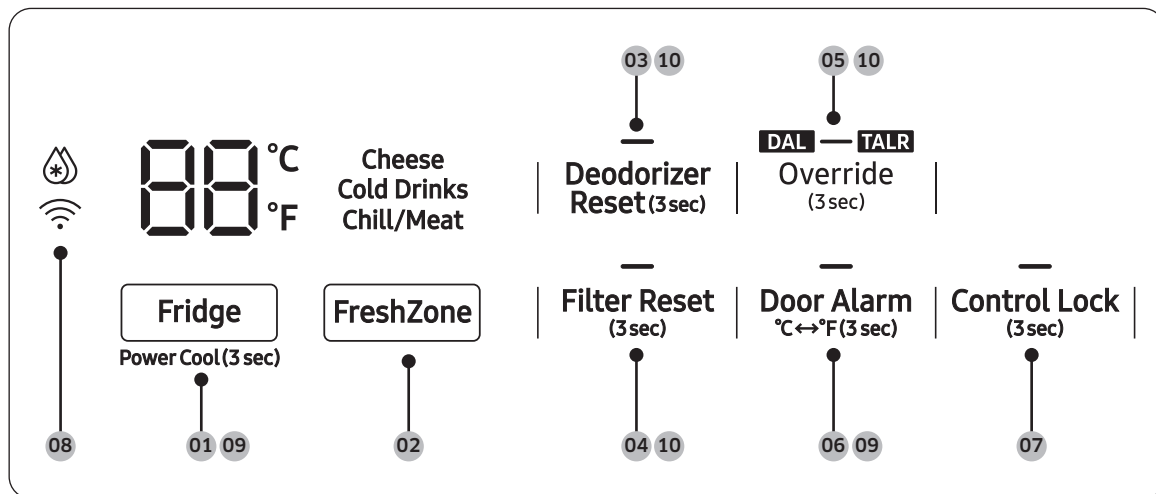 03 10
05 10
88 °C
°F
Cheese
Cold Drinks
Chill/Meat
Deodorizer
Reset (3 sec)
DAL — TALR
Override
(3 sec)
Fridge
Power Cool (3 sec)
FreshZone
Filter Reset
(3 sec)
Door Alarm
°C↔°F (3 sec)
Control Lock
(3 sec)
08
01 09
02
04 10
06 09
07